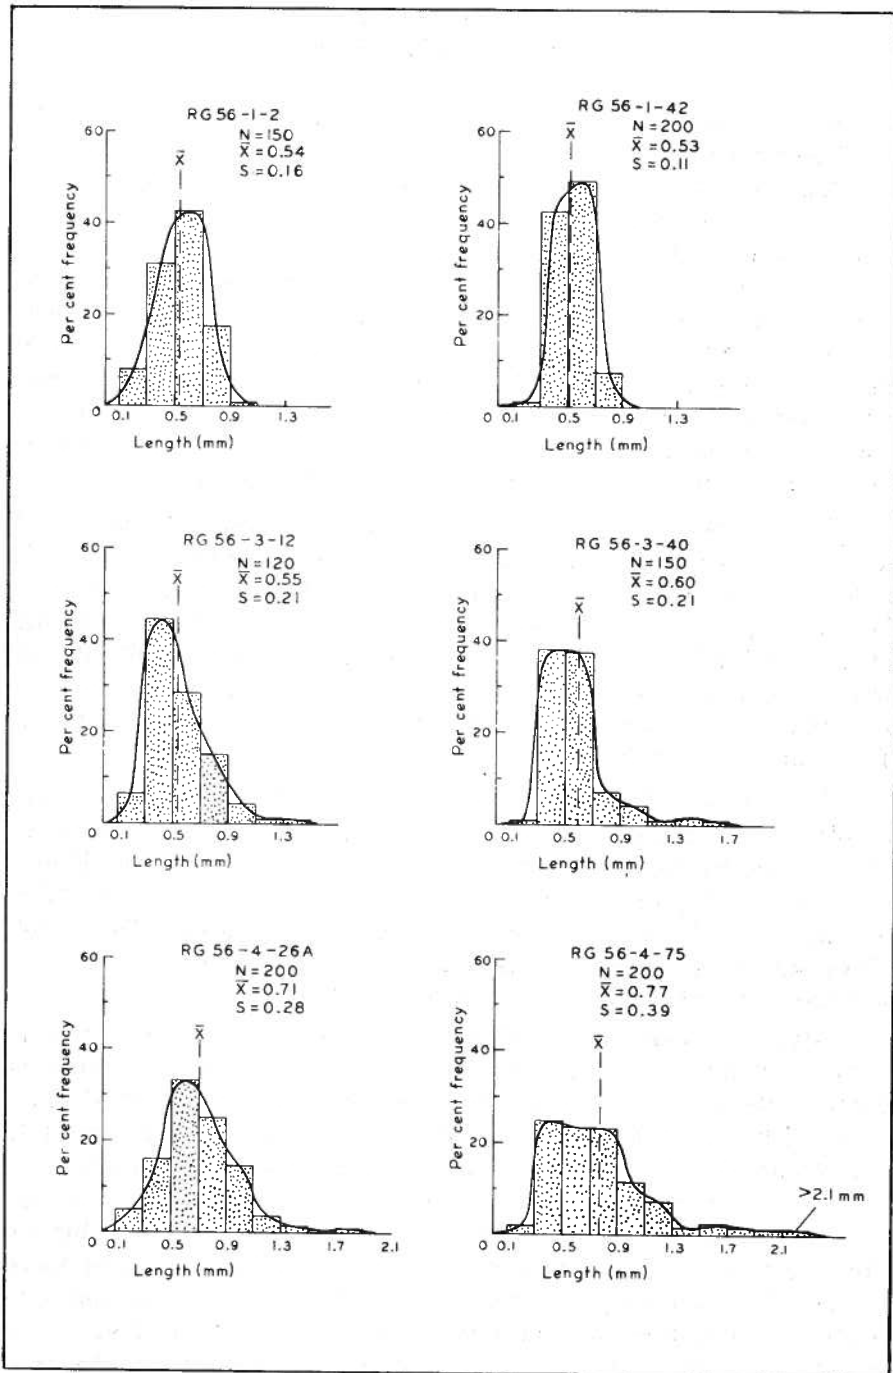 RG 56-1-2
N=150
X̄=0.54
S=0.16
X̄
60
40
20
0 0.1 0.5 0.9 1.3
Per cent frequency
Length (mm)
RG 56-1-42
N=200
X̄=0.53
S=0.11
X̄
60
40
20
0 0.1 0.5 0.9 1.3
Per cent frequency
Length (mm)
RG 56-3-12
N=120
X̄=0.55
S=0.21
X̄
60
40
20
0 0.1 0.5 0.9 1.3
Per cent frequency
Length (mm)
RG 56-3-40
N=150
X̄=0.60
S=0.21
X̄
60
40
20
0 0.1 0.5 0.9 1.3 1.7
Per cent frequency
Length (mm)
RG 56-4-26A
N=200
X̄=0.71
S=0.28
X̄
60
40
20
0 0.1 0.5 0.9 1.3 1.7 2.1
Per cent frequency
Length (mm)
RG 56-4-75
N=200
X̄=0.77
S=0.39
X̄
60
40
20
>2.1 mm
0 0.1 0.5 0.9 1.3 1.7 2.1
Per cent frequency
Length (mm)